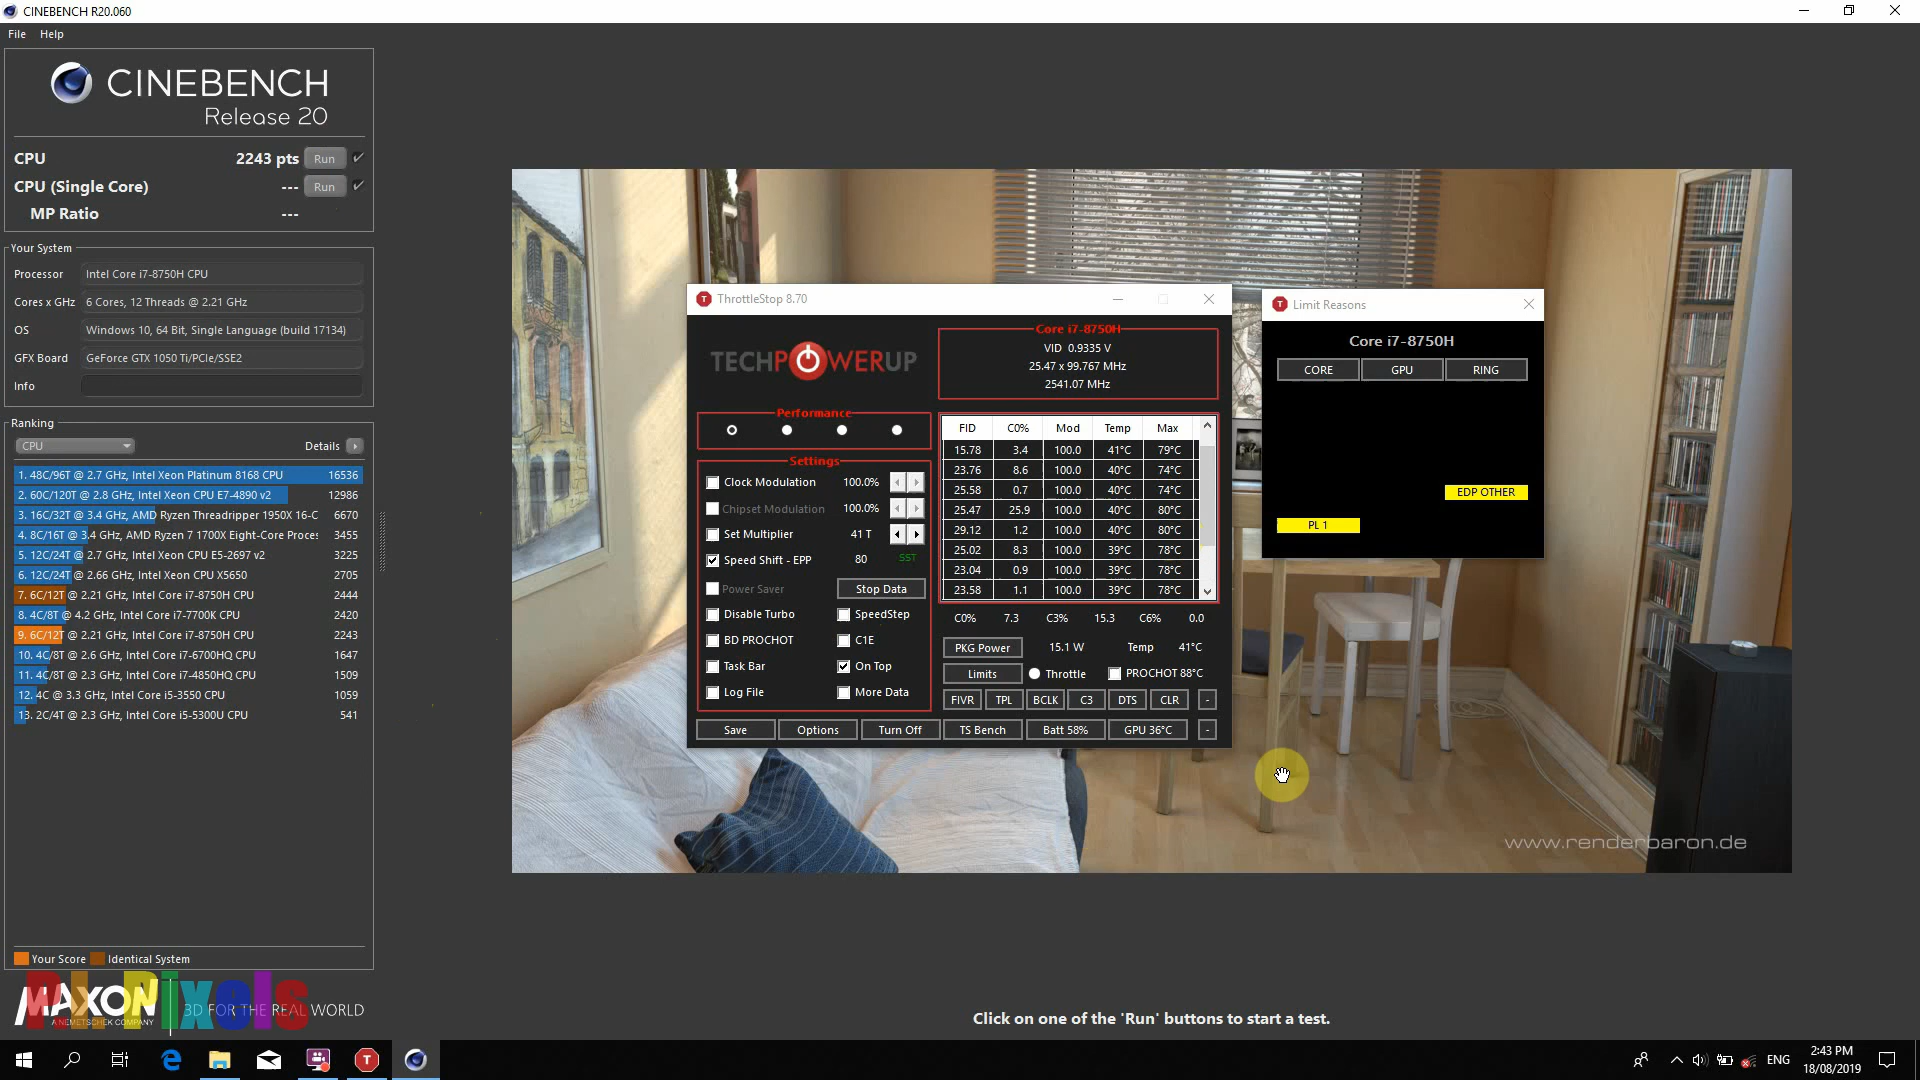 CINEBENCH R20.060
File Help
CINEBENCH
Release 20
CPU 2243 pts Run
CPU (Single Core) --- Run
MP Ratio ---
Your System
Processor Intel Core i7-8750H CPU
Cores x GHz 6 Cores, 12 Threads @ 2.21 GHz
OS Windows 10, 64 Bit, Single Language (build 17134)
GFX Board GeForce GTX 1050 Ti/PCIe/SSE2
Info
Ranking
CPU Details
1. 48C/96T @ 2.7 GHz, Intel Xeon Platinum 8168 CPU 16536
2. 60C/120T @ 2.8 GHz, Intel Xeon CPU E7-4890 v2 12986
3. 16C/32T @ 3.4 GHz, AMD Ryzen Threadripper 1950X 16-C 6670
4. 8C/16T @ 3.4 GHz, AMD Ryzen 7 1700X Eight-Core Proces 3455
5. 12C/24T @ 2.7 GHz, Intel Xeon CPU E5-2697 v2 3225
6. 12C/24T @ 2.66 GHz, Intel Xeon CPU X5650 2705
7. 6C/12T @ 2.21 GHz, Intel Core i7-8750H CPU 2444
8. 4C/8T @ 4.2 GHz, Intel Core i7-7700K CPU 2420
9. 6C/12T @ 2.21 GHz, Intel Core i7-8750H CPU 2243
10. 4C/8T @ 2.6 GHz, Intel Core i7-6700HQ CPU 1647
11. 4C/8T @ 2.3 GHz, Intel Core i7-4850HQ CPU 1509
12. 4C @ 3.3 GHz, Intel Core i5-3550 CPU 1059
13. 2C/4T @ 2.3 GHz, Intel Core i5-5300U CPU 541
Your Score Identical System
MAXON
A NEMETSCHEK COMPANY
3D FOR THE REAL WORLD
Pixels
ThrottleStop 8.70
TECHPOWERUP
Core i7-8750H
VID 0.9335 V
25.47 x 99.767 MHz
2541.07 MHz
Performance
Settings
Clock Modulation 100.0%
Chipset Modulation 100.0%
Set Multiplier 41 T
Speed Shift - EPP 80 SST
Power Saver Stop Data
Disable Turbo SpeedStep
BD PROCHOT C1E
Task Bar On Top
Log File More Data
FID C0% Mod Temp Max
15.78 3.4 100.0 41°C 79°C
23.76 8.6 100.0 40°C 74°C
25.58 0.7 100.0 40°C 74°C
25.47 25.9 100.0 40°C 80°C
29.12 1.2 100.0 40°C 80°C
25.02 8.3 100.0 39°C 78°C
23.04 0.9 100.0 39°C 78°C
23.58 1.1 100.0 39°C 78°C
C0% 7.3 C3% 15.3 C6% 0.0
PKG Power 15.1 W Temp 41°C
Limits Throttle PROCHOT 88°C
FIVR TPL BCLK C3 DTS CLR -
Save Options Turn Off TS Bench Batt 58% GPU 36°C -
Limit Reasons
Core i7-8750H
CORE GPU RING
EDP OTHER
PL 1
www.renderbaron.de
Click on one of the 'Run' buttons to start a test.
T
ENG
2:43 PM
18/08/2019